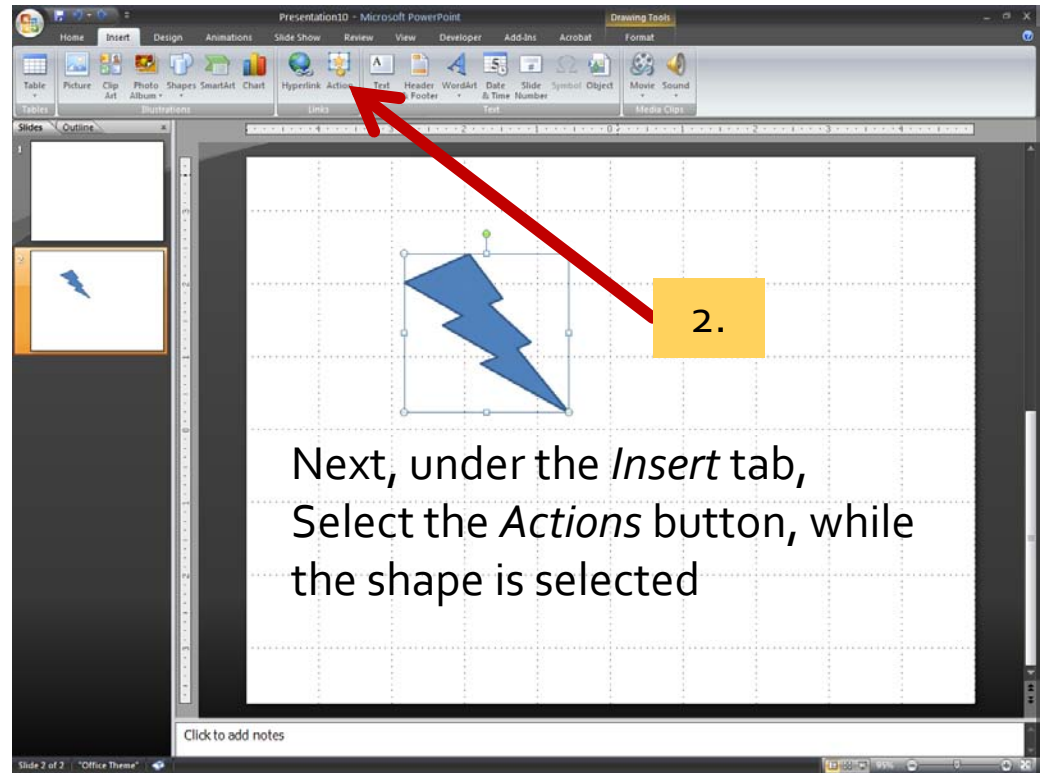 Presentation10 - Microsoft PowerPoint
Drawing Tools
Home Insert Design Animations Slide Show Review View Developer Add-Ins Acrobat Format
Table Picture Clip Art Photo Album Shapes SmartArt Chart Hyperlink Action Text Header & Footer WordArt Date & Time Slide Number Symbol Object Movie Sound
Tables Illustrations Links Text Media Clips
Slides Outline
1
2
2.
Next, under the Insert tab,
Select the Actions button, while
the shape is selected
Click to add notes
Slide 2 of 2 "Office Theme" 95%